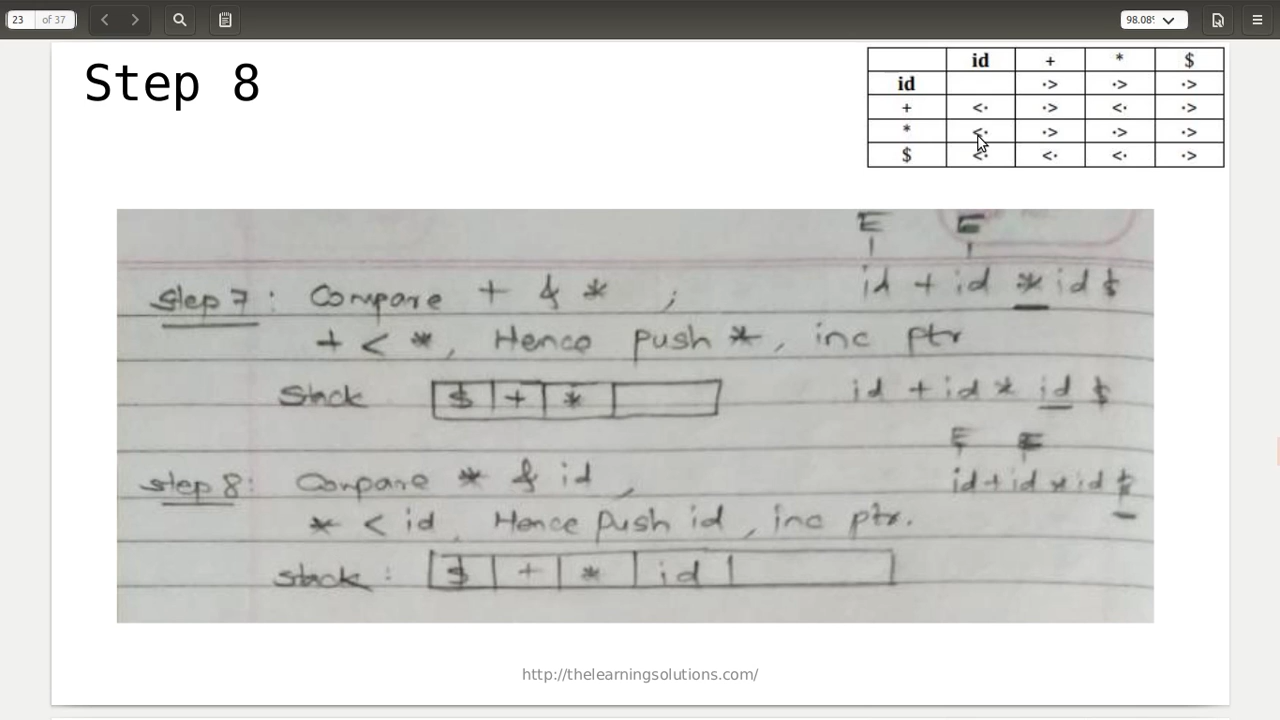 23 of 37
98.08%
Step 8
id + * $
id ·> ·> ·>
+ <· ·> <· ·>
* <· ·> ·> ·>
$ <· <· <· ·>
E E
Step 7 : Compare + & * ; id + id * id $
+ < *, Hence push *, inc ptr
Stack $ + * id + id * id $
E E
Step 8: Compare * & id, id + id * id $
* < id, Hence push id, inc ptr.
Stack : $ + * id
http://thelearningsolutions.com/